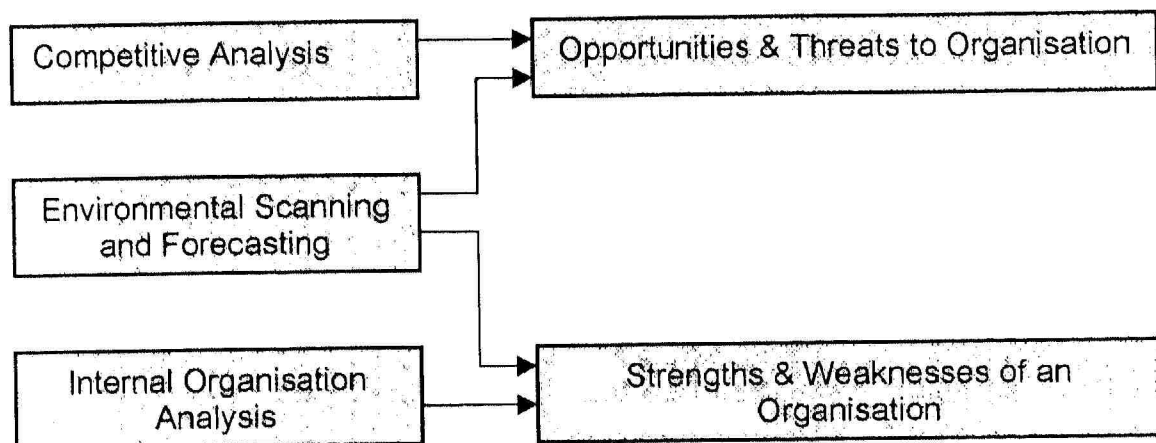 Competitive Analysis
Opportunities & Threats to Organisation
Environmental Scanning
and Forecasting
Internal Organisation
Analysis
Strengths & Weaknesses of an
Organisation